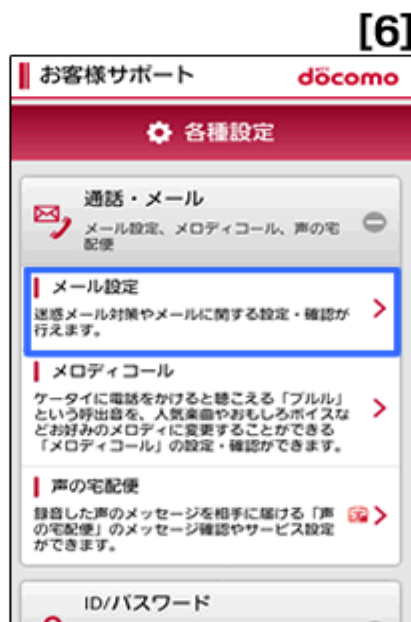 [6]
お客様サポート döcomo
各種設定
通話・メール
メール設定、メロディコール、声の宅
配便
メール設定
迷惑メール対策やメールに関する設定・確認が
行えます。
メロディコール
ケータイに電話をかけると聴こえる「プルル」
という呼出音を、人気楽曲やおもしろボイスな
どお好みのメロディに変更することができる
「メロディコール」の設定・確認ができます。
声の宅配便
録音した声のメッセージを相手に届ける「声
の宅配便」のメッセージ確認やサービス設定
ができます。
ID/パスワード